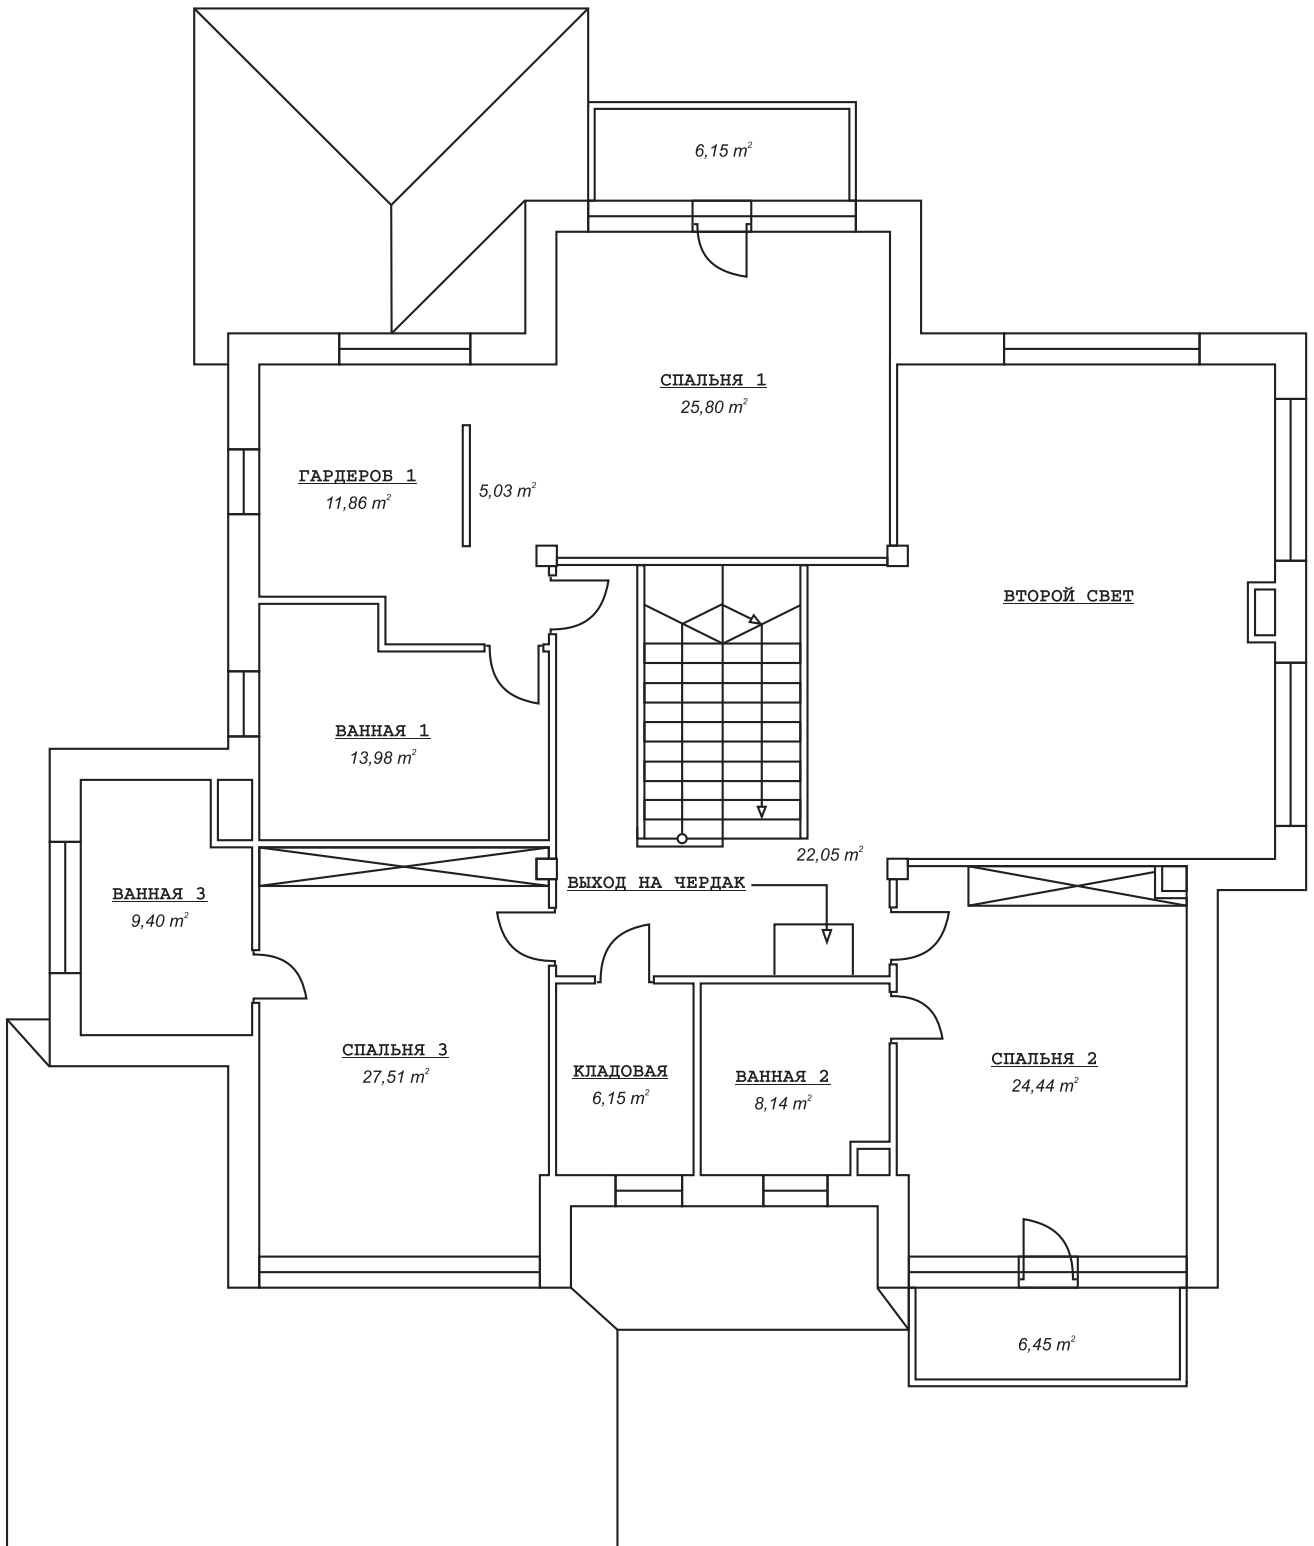 6,15 m²
СПАЛЬНЯ 1
25,80 m²
ГАРДЕРОБ 1
11,86 m²
5,03 m²
ВТОРОЙ СВЕТ
ВАННАЯ 1
13,98 m²
22,05 m²
ВЫХОД НА ЧЕРДАК
ВАННАЯ 3
9,40 m²
СПАЛЬНЯ 3
27,51 m²
КЛАДОВАЯ
6,15 m²
ВАННАЯ 2
8,14 m²
СПАЛЬНЯ 2
24,44 m²
6,45 m²